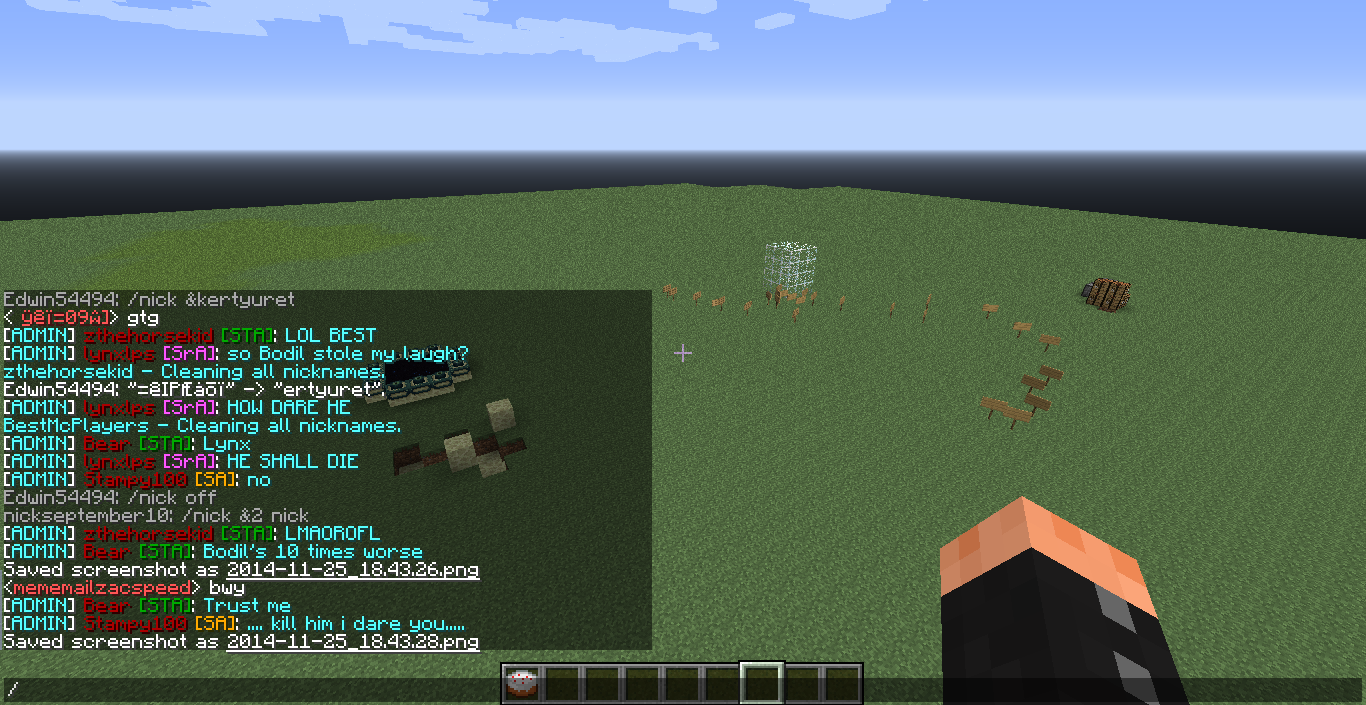 Edwin54494: /nick &kertyuret
< ÿêï=09ŵ]> gtg
[ADMIN] zthehorsekid [STA]: LOL BEST
[ADMIN] lynxlps [SrA]: so Bodil stole my laugh?
zthehorsekid - Cleaning all nicknames.
Edwin54494: -> "ertyuret".
[ADMIN] lynxlps [SrA]: HOW DARE HE
BestMcPlayers - Cleaning all nicknames.
[ADMIN] Bear [STA]: Lynx
[ADMIN] lynxlps [SrA]: HE SHALL DIE
[ADMIN] Stampy100 [SA]: no
Edwin54494: /nick off
nickseptember10: /nick &2 nick
[ADMIN] zthehorsekid [STA]: LMAOROFL
[ADMIN] Bear [STA]: Bodil's 10 times worse
Saved screenshot as 2014-11-25_18.43.26.png
<mememailzacspeed> bwy
[ADMIN] Bear [STA]: Trust me
[ADMIN] Stampy100 [SA]: .... kill him i dare you.....
Saved screenshot as 2014-11-25_18.43.28.png
/